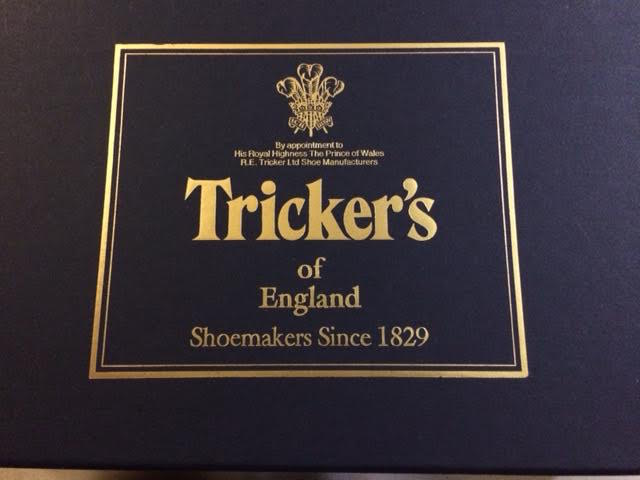 By appointment to
His Royal Highness The Prince of Wales
R.E. Tricker Ltd Shoe Manufacturers
Tricker's
of
England
Shoemakers Since 1829